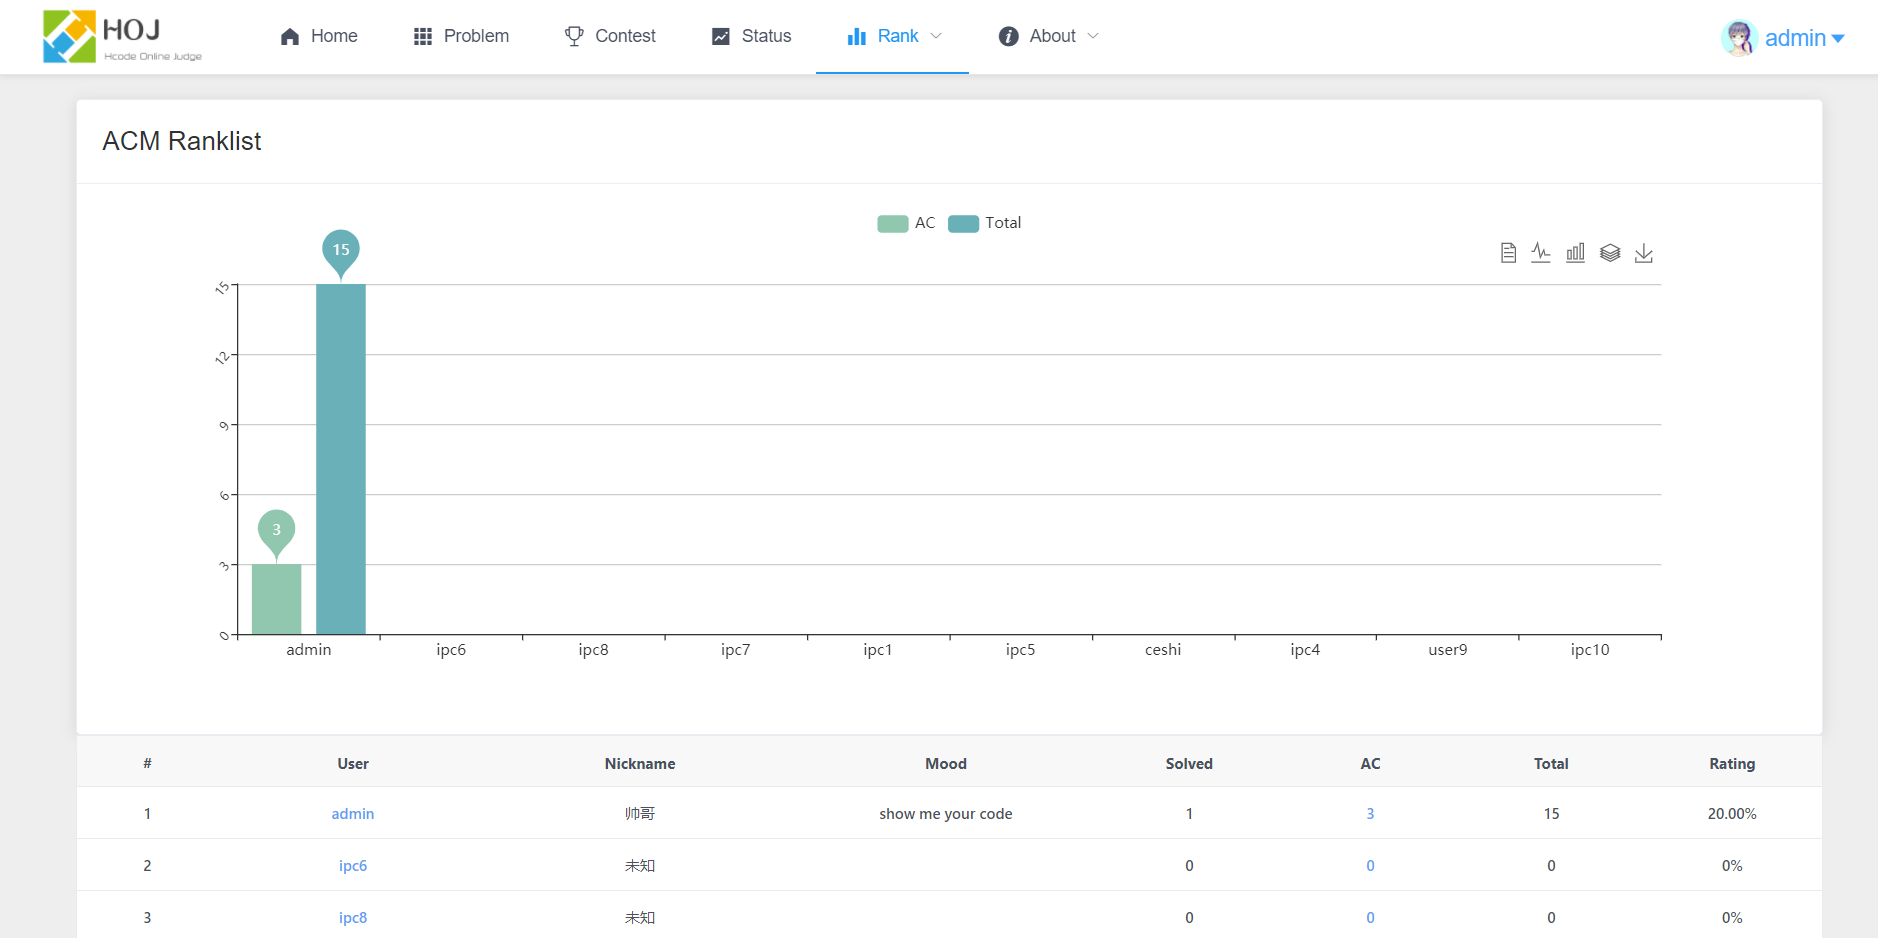 HOJ
Hcode Online Judge
Home Problem Contest Status Rank About admin
ACM Ranklist
AC Total
15
15
12
9
6
3
3
0
admin ipc6 ipc8 ipc7 ipc1 ipc5 ceshi ipc4 user9 ipc10
# User Nickname Mood Solved AC Total Rating
1 admin 帅哥 show me your code 1 3 15 20.00%
2 ipc6 未知 0 0 0 0%
3 ipc8 未知 0 0 0 0%